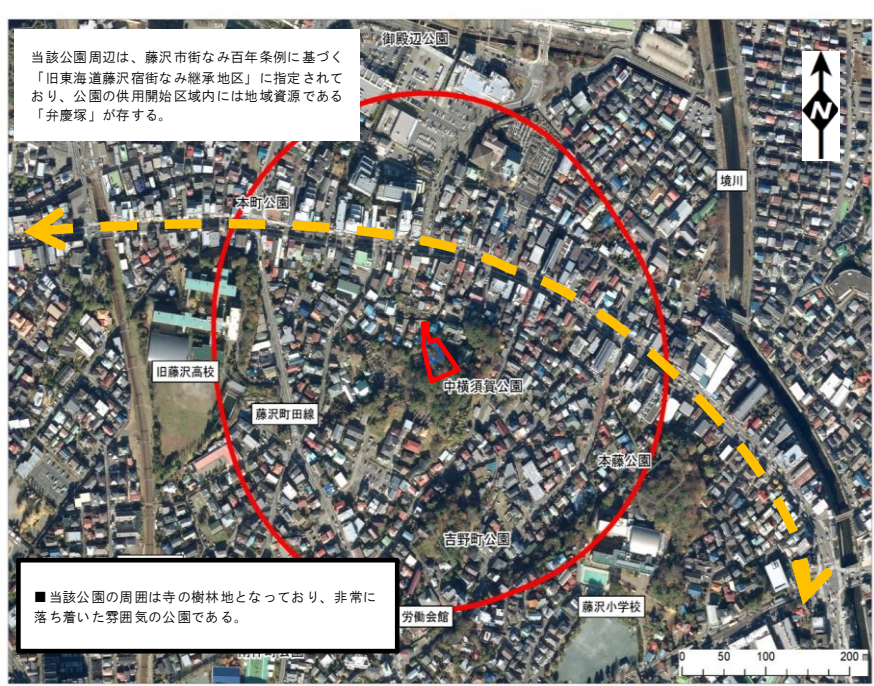 御殿辺公園
当該公園周辺は、藤沢市街なみ百年条例に基づく
「旧東海道藤沢宿街なみ継承地区」に指定されて
おり、公園の供用開始区域内には地域資源である
「弁慶塚」が存する。
N
境川
本町公園
旧藤沢高校
中横須賀公園
藤沢町田線
本藤公園
吉野町公園
■当該公園の周囲は寺の樹林地となっており、非常に
落ち着いた雰囲気の公園である。
労働会館
藤沢小学校
0 50 100 200 m